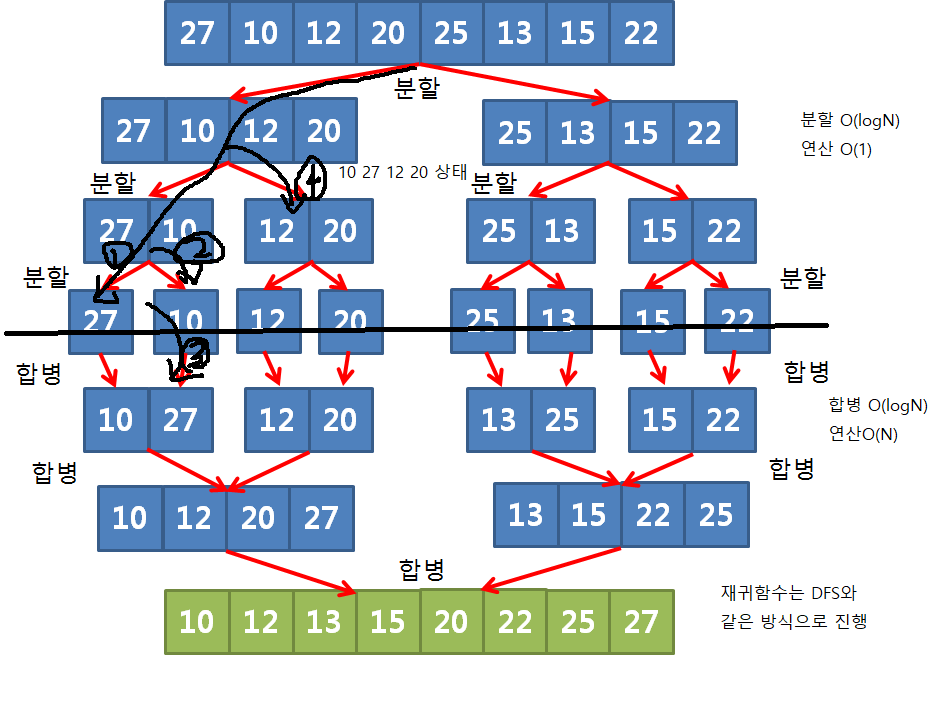 27 10 12 20 25 13 15 22
분할
27 10 12 20
25 13 15 22
분할 O(logN)
연산 O(1)
4
10 27 12 20 상태
분할
분할
27 10
12 20
25 13
15 22
1
2
분할
분할
27
10
12
20
25
13
15
22
3
합병
합병
10 27
12 20
13 25
15 22
합병 O(logN)
연산O(N)
합병
합병
10 12 20 27
13 15 22 25
합병
10 12 13 15 20 22 25 27
재귀함수는 DFS와
같은 방식으로 진행